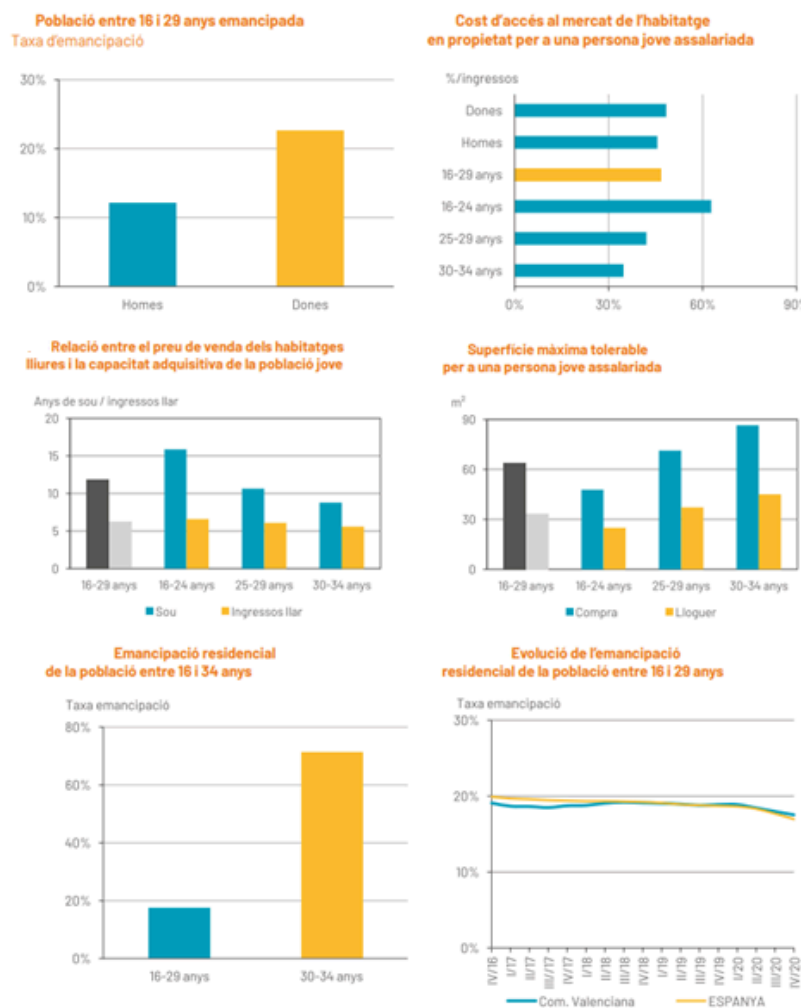 Població entre 16 i 29 anys emancipada
Taxa d'emancipació
30%
20%
10%
0%
Homes
Dones
Cost d'accés al mercat de l'habitatge
en propietat per a una persona jove assalariada
%/ingressos
Dones
Homes
16-29 anys
16-24 anys
25-29 anys
30-34 anys
0%
30%
60%
90%
Relació entre el preu de venda dels habitatges
lliures i la capacitat adquisitiva de la població jove
Anys de sou / ingressos llar
20
15
10
5
0
16-29 anys
16-24 anys
25-29 anys
30-34 anys
Sou
Ingressos llar
Superfície màxima tolerable
per a una persona jove assalariada
m²
90
60
30
0
16-29 anys
16-24 anys
25-29 anys
30-34 anys
Compra
Lloguer
Emancipació residencial
de la població entre 16 i 34 anys
Taxa emancipació
80%
60%
40%
20%
0%
16-29 anys
30-34 anys
Evolució de l'emancipació
residencial de la població entre 16 i 29 anys
Taxa emancipació
30%
20%
10%
0%
IV/16
I/17
II/17
III//17
IV/17
I/18
II/18
III/18
IV/18
I/19
II/19
III/19
IV/19
I/20
II/20
III/20
IV/20
Com. Valenciana
ESPANYA